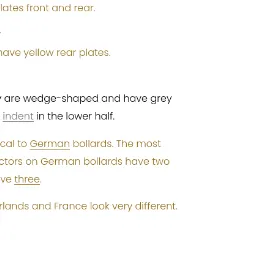 lates front and rear.
have yellow rear plates.
y are wedge-shaped and have grey
indent in the lower half.
cal to German bollards. The most
ctors on German bollards have two
ve three.
rlands and France look very different.